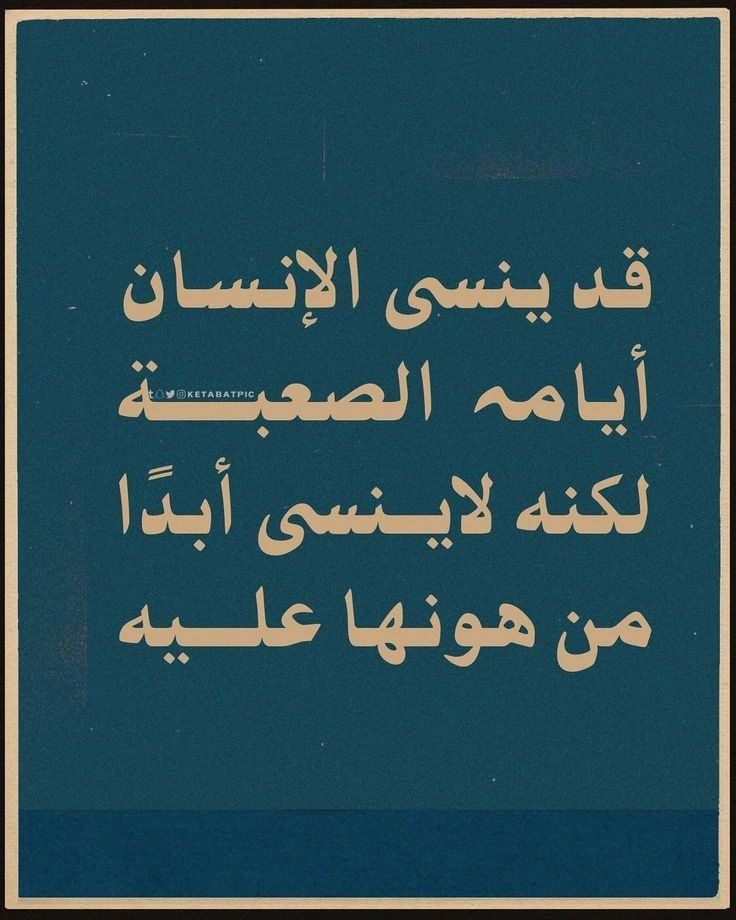 قد ينسى الإنسان
أيامه الصعبة
KETABATPIC
لكنه لاينسى أبدًا
من هونها عليه